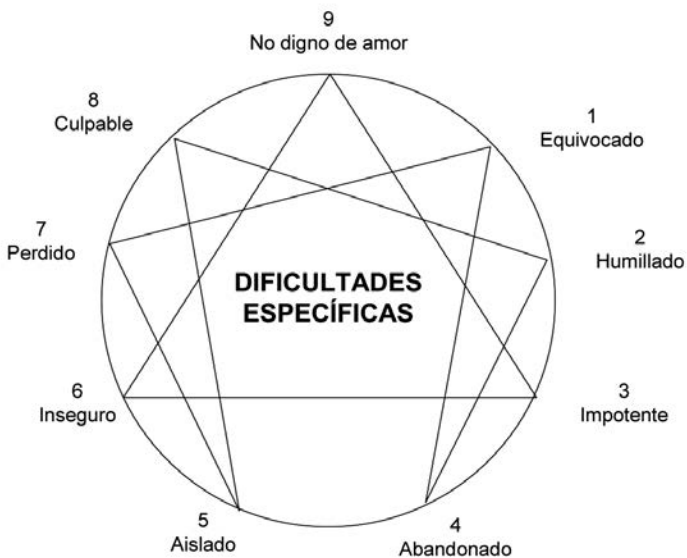 9
No digno de amor
8
Culpable
1
Equivocado
7
Perdido
2
Humillado
DIFICULTADES
ESPECÍFICAS
6
Inseguro
3
Impotente
5
Aislado
4
Abandonado